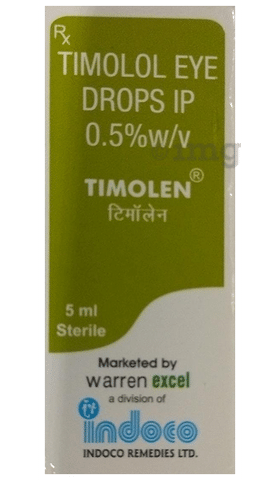 Rx
TIMOLOL EYE
DROPS IP
0.5%w/v
TIMOLEN®
टिमॉलेन
5 ml
Sterile
Marketed by
warren excel
a division of
indoco
INDOCO REMEDIES LTD.